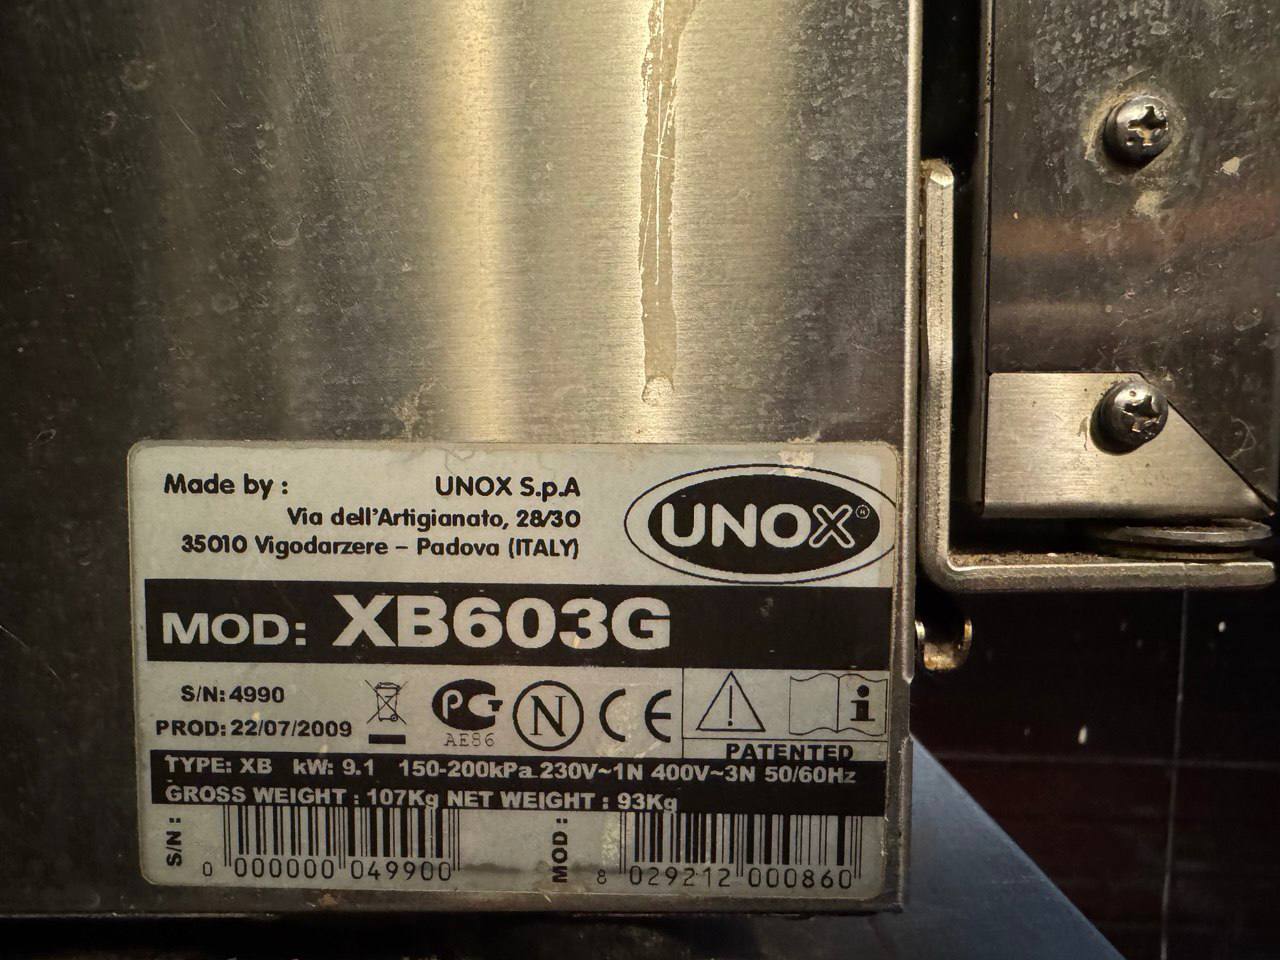 Made by : UNOX S.p.A
Via dell'Artigianato, 28/30
35010 Vigodarzere – Padova (ITALY)
UNOX®
MOD: XB603G
S/N: 4990
PROD: 22/07/2009
PG
AE86
N
CE
i
PATENTED
TYPE: XB kW: 9.1 150-200kPa 230V~1N 400V~3N 50/60Hz
GROSS WEIGHT : 107Kg NET WEIGHT : 93Kg
S/N :
0 000000 049900
MOD :
8 029212 000860